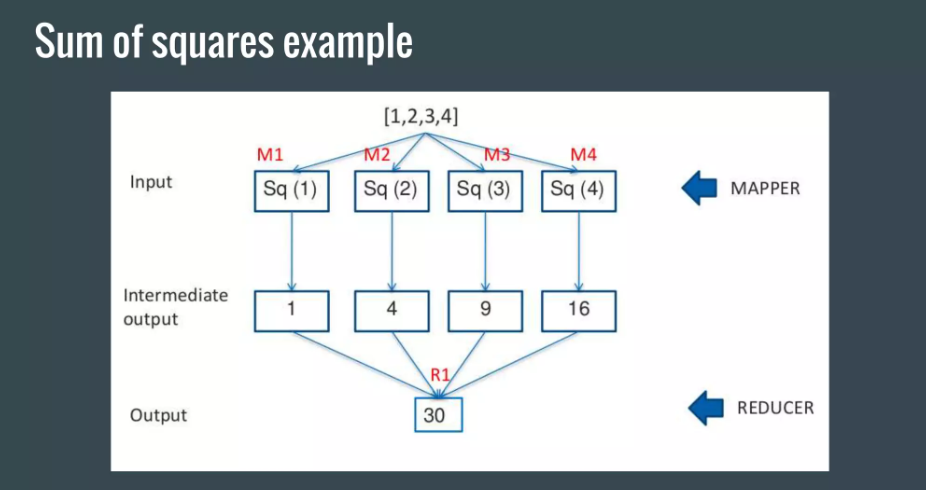 Sum of squares example
[1,2,3,4]
M1 M2 M3 M4
Input Sq (1) Sq (2) Sq (3) Sq (4) MAPPER
Intermediate
output
1 4 9 16
R1
Output 30 REDUCER